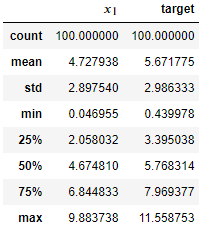 x1 target
count 100.000000 100.000000
mean 4.727938 5.671775
std 2.897540 2.986333
min 0.046955 0.439978
25% 2.058032 3.395038
50% 4.674810 5.768314
75% 6.844833 7.969377
max 9.883738 11.558753